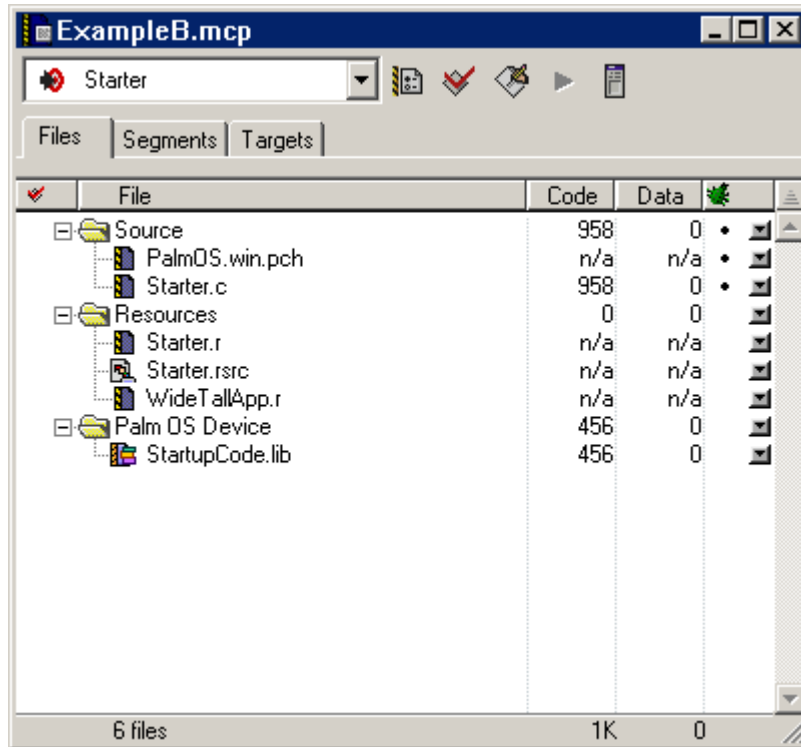 ExampleB.mcp
Starter
Files Segments Targets
File Code Data
Source 958 0
PalmOS.win.pch n/a n/a
Starter.c 958 0
Resources 0 0
Starter.r n/a n/a
Starter.rsrc n/a n/a
WideTallApp.r n/a n/a
Palm OS Device 456 0
StartupCode.lib 456 0
6 files 1K 0